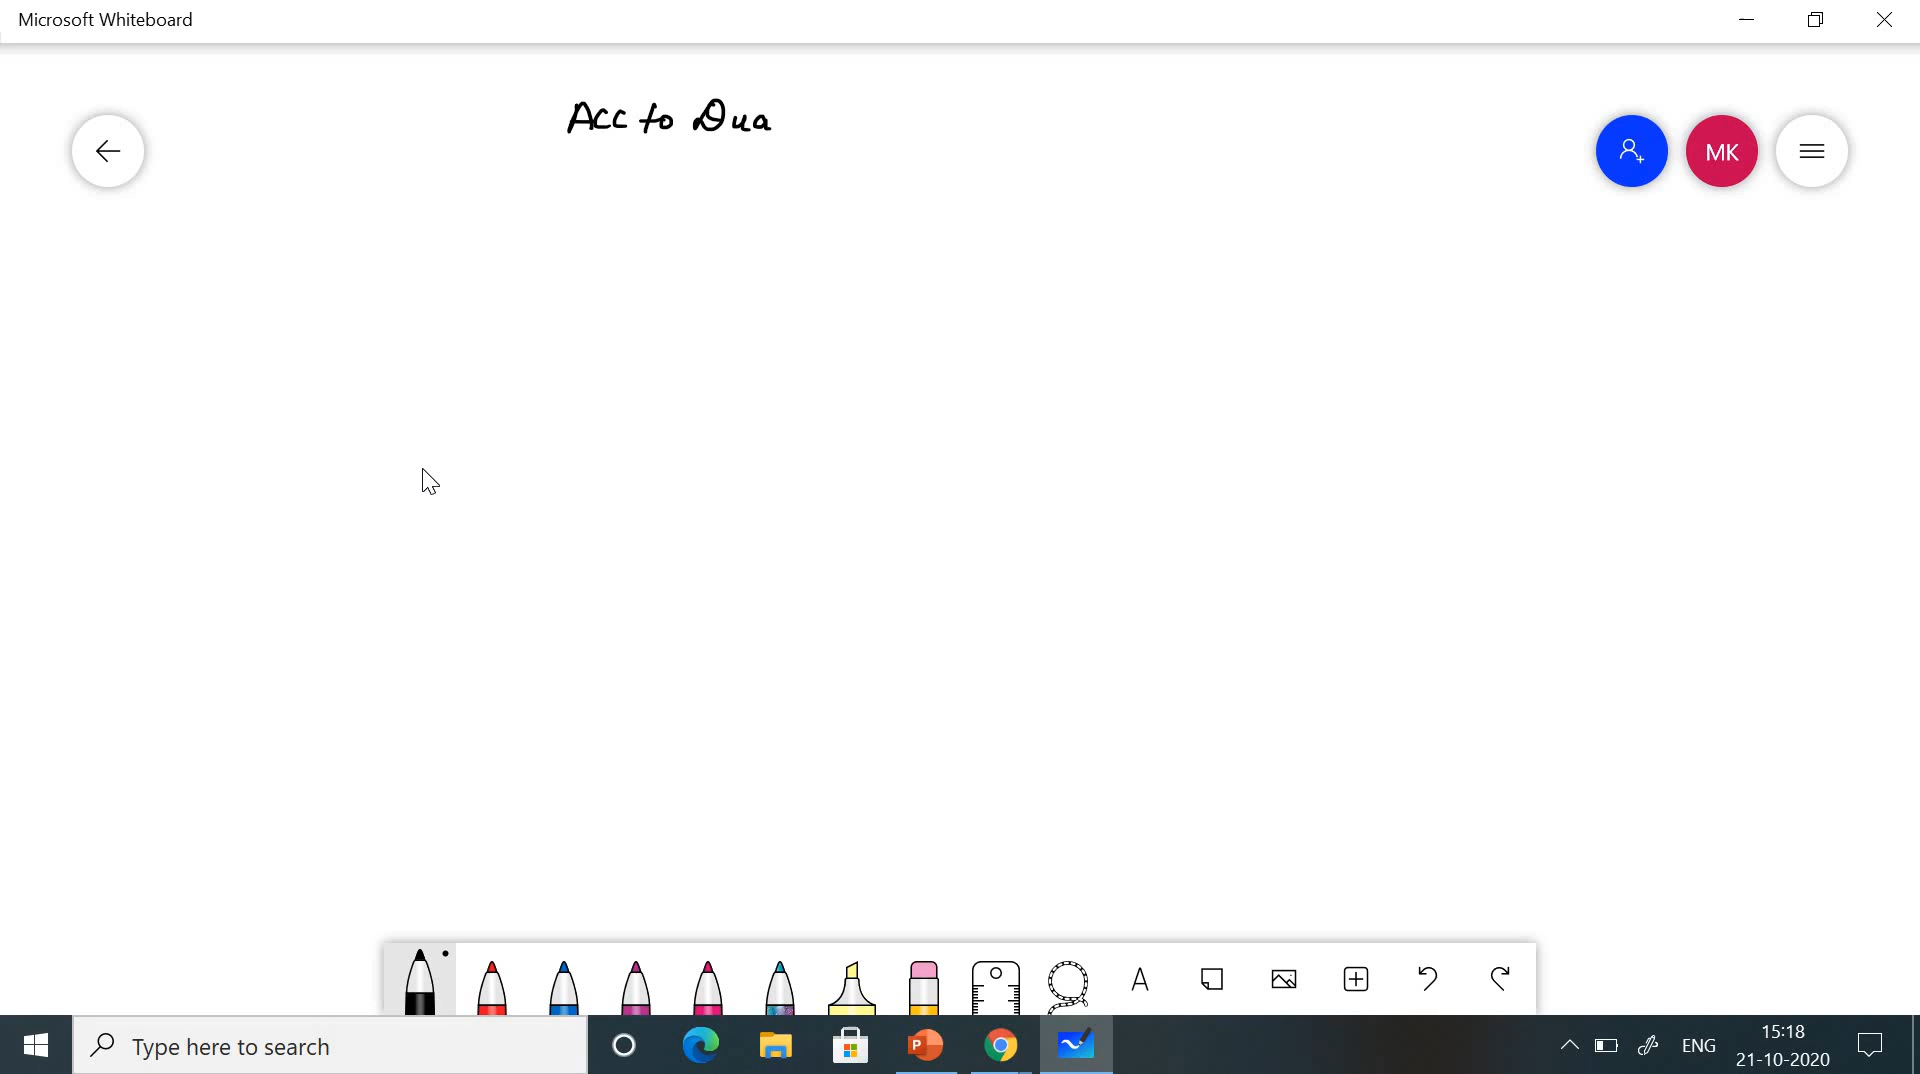 Microsoft Whiteboard
Acc to Dua
MK
A
Type here to search
ENG
15:18
21-10-2020